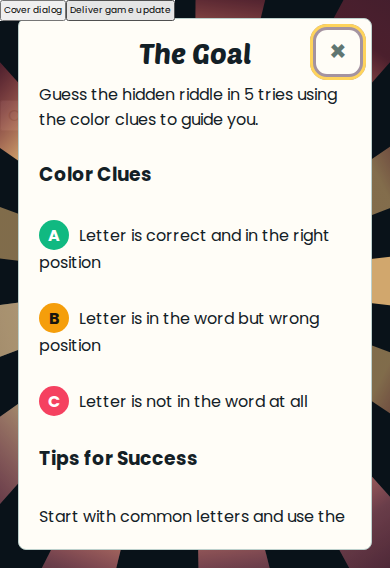 Cover dialog
Deliver game update
The Goal
✖
Guess the hidden riddle in 5 tries using
the color clues to guide you.
Color Clues
A Letter is correct and in the right
position
B Letter is in the word but wrong
position
C Letter is not in the word at all
Tips for Success
Start with common letters and use the